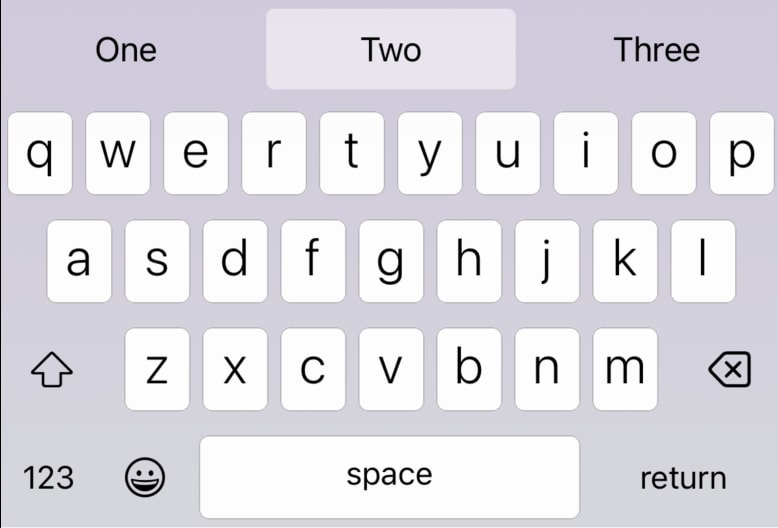 One Two Three
q w e r t y u i o p
a s d f g h j k l
z x c v b n m
123 space return